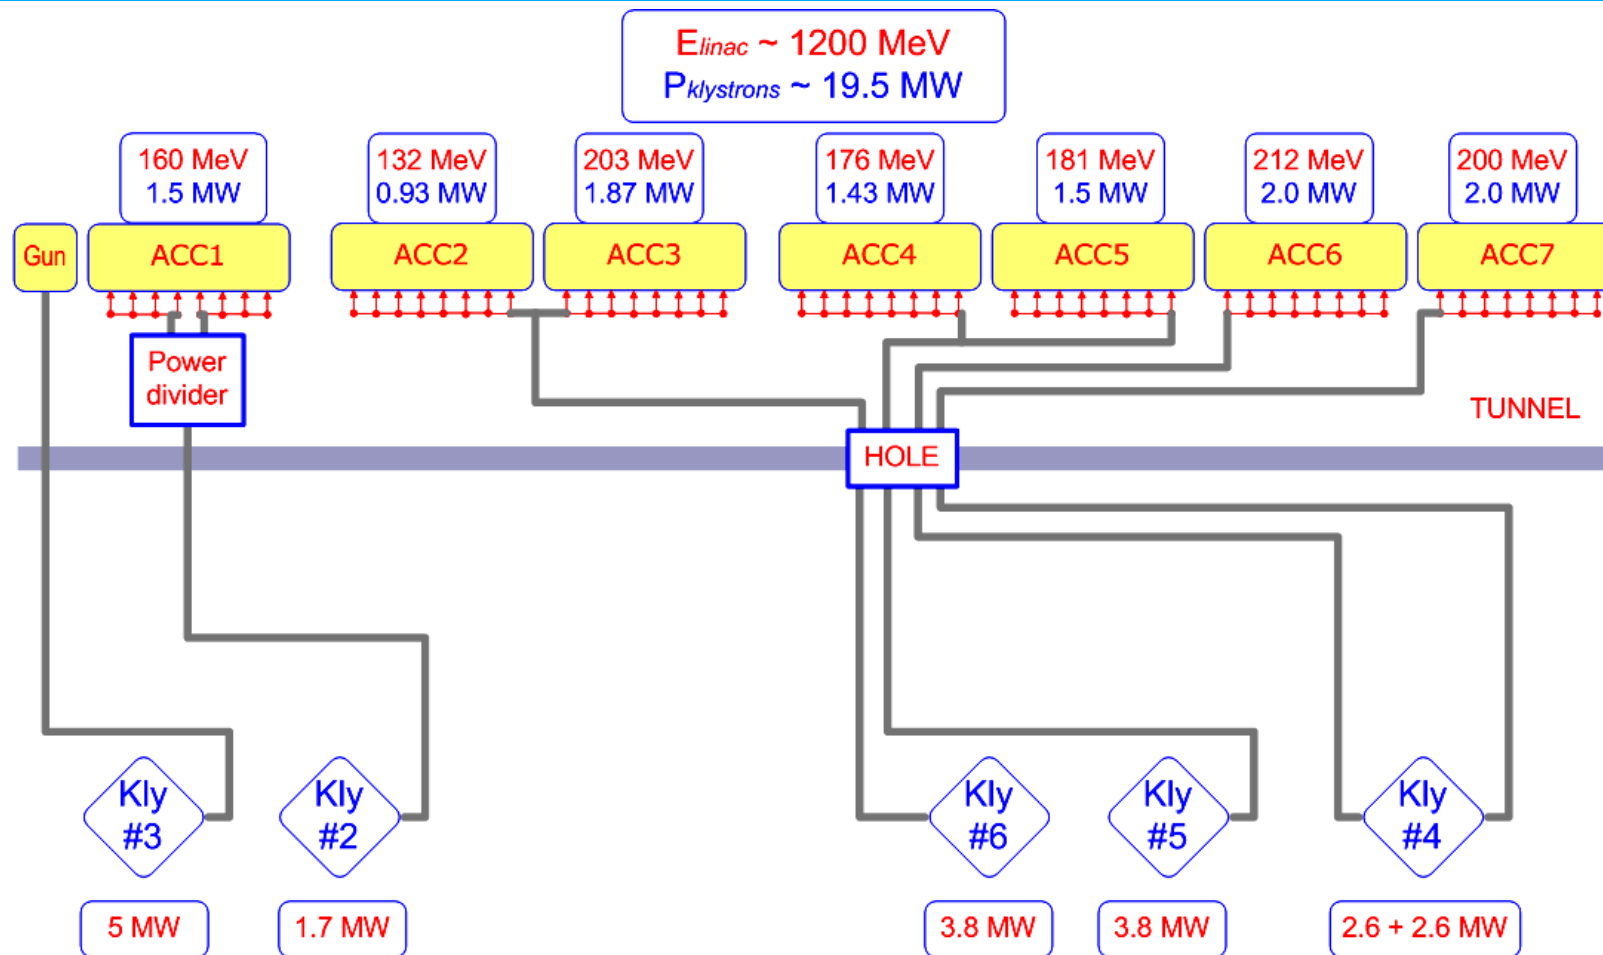 Elinac ~ 1200 MeV
Pklystrons ~ 19.5 MW
160 MeV
1.5 MW
132 MeV
0.93 MW
203 MeV
1.87 MW
176 MeV
1.43 MW
181 MeV
1.5 MW
212 MeV
2.0 MW
200 MeV
2.0 MW
Gun
ACC1
ACC2
ACC3
ACC4
ACC5
ACC6
ACC7
Power
divider
TUNNEL
HOLE
Kly
#3
Kly
#2
Kly
#6
Kly
#5
Kly
#4
5 MW
1.7 MW
3.8 MW
3.8 MW
2.6 + 2.6 MW